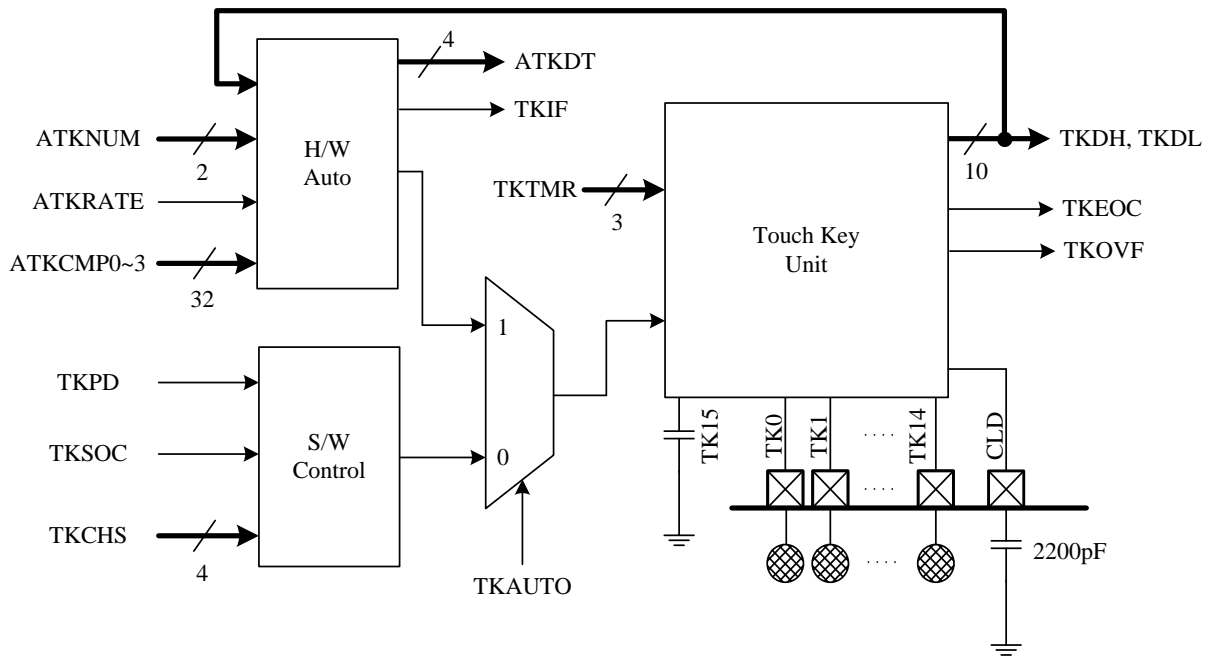 4
ATKDT
TKIF
ATKNUM
2
H/W
Auto
ATKRATE
ATKCMP0~3
32
TKTMR
3
Touch Key
Unit
10
TKDH, TKDL
TKEOC
TKOVF
1
0
TKPD
TKSOC
TKCHS
4
S/W
Control
TKAUTO
TK15
TK0
TK1
. . . .
TK14
CLD
. . . .
. . . .
2200pF